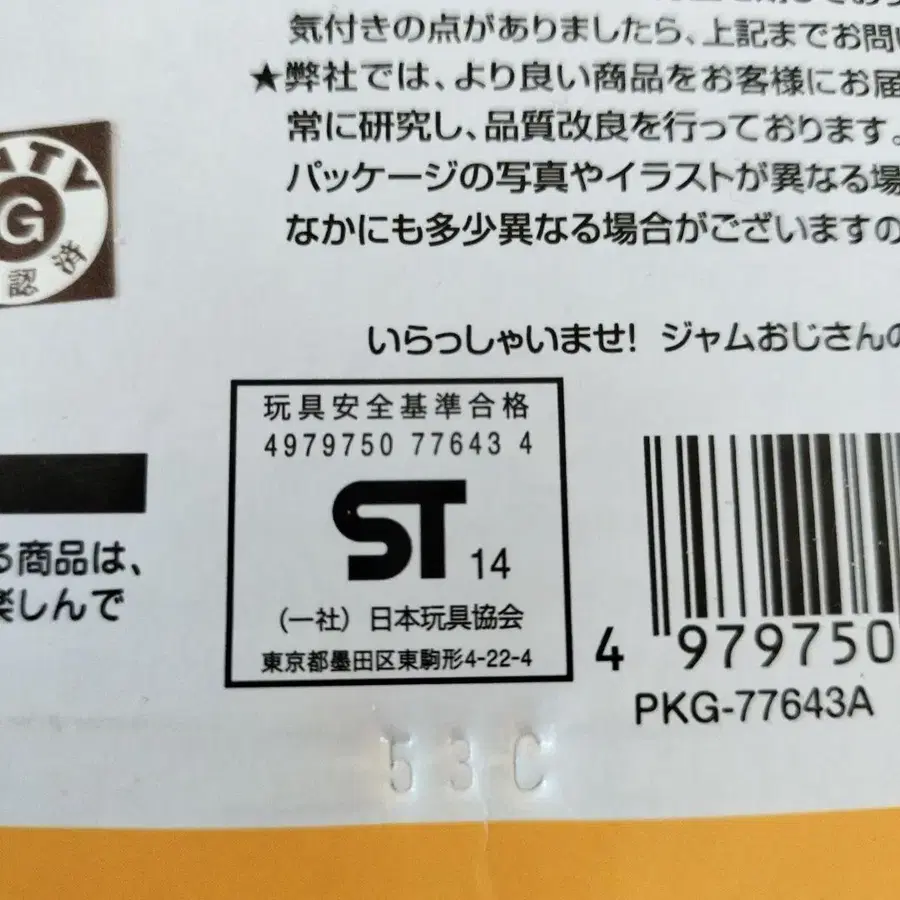 気付きの点がありましたら、上記までお問い
★弊社では、より良い商品をお客様にお届
常に研究し、品質改良を行っております。
パッケージの写真やイラストが異なる場
なかにも多少異なる場合がございますの
G
認済
いらっしゃいませ! ジャムおじさんの
玩具安全基準合格
4979750 77643 4
ST 14
(一社) 日本玩具協会
東京都墨田区東駒形4-22-4
る商品は、
楽しんで
4 979750
PKG-77643A
53C